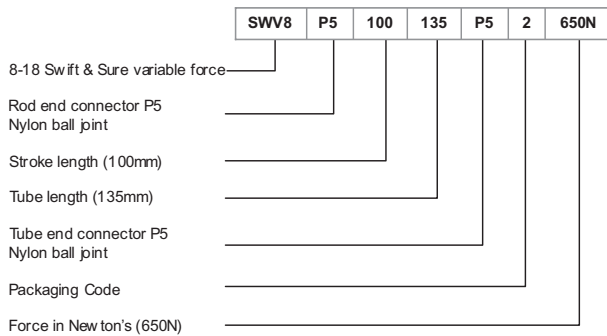 SWV8 P5 100 135 P5 2 650N
8-18 Swift & Sure variable force
Rod end connector P5
Nylon ball joint
Stroke length (100mm)
Tube length (135mm)
Tube end connector P5
Nylon ball joint
Packaging Code
Force in Newton's (650N)